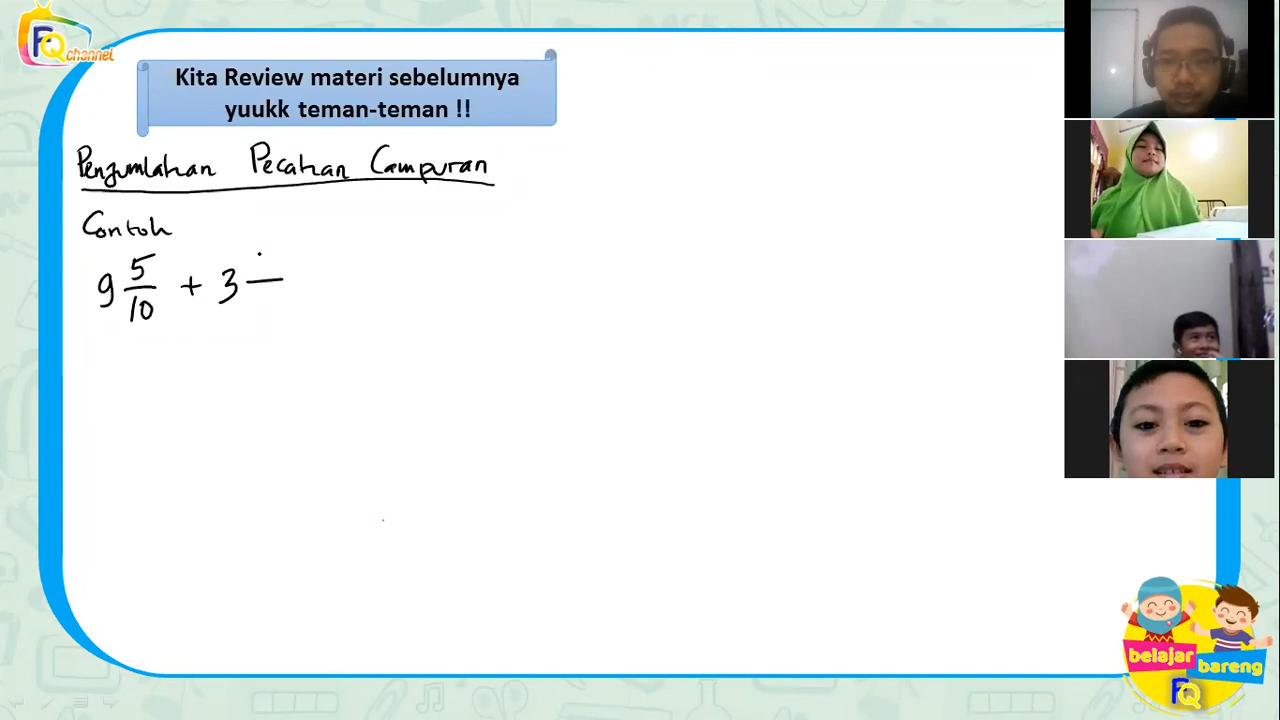 FQ channel
Kita Review materi sebelumnya
yuukk teman-teman !!
Penjumlahan Pecahan Campuran
Contoh
9 5/10 + 3 —
belajar
bareng
FQ